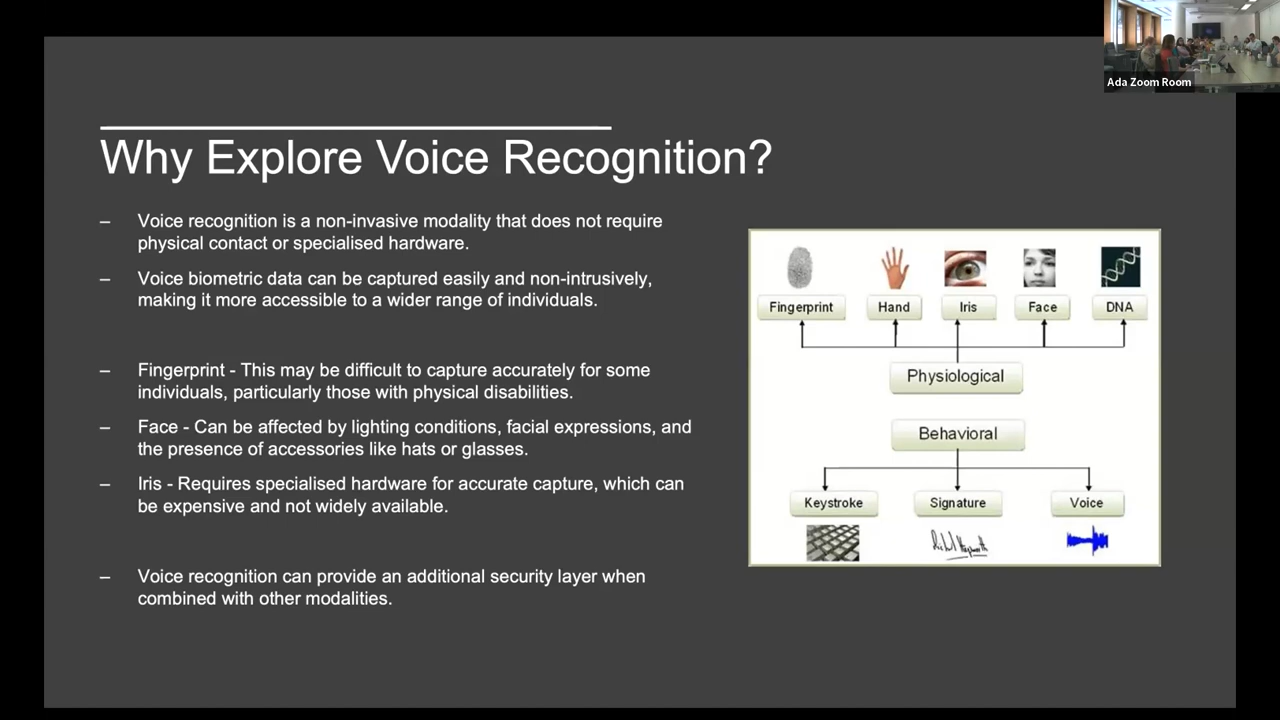 Ada Zoom Room
Why Explore Voice Recognition?
– Voice recognition is a non-invasive modality that does not require
physical contact or specialised hardware.
– Voice biometric data can be captured easily and non-intrusively,
making it more accessible to a wider range of individuals.
– Fingerprint - This may be difficult to capture accurately for some
individuals, particularly those with physical disabilities.
– Face - Can be affected by lighting conditions, facial expressions, and
the presence of accessories like hats or glasses.
– Iris - Requires specialised hardware for accurate capture, which can
be expensive and not widely available.
– Voice recognition can provide an additional security layer when
combined with other modalities.
Fingerprint Hand Iris Face DNA
Physiological
Behavioral
Keystroke Signature Voice